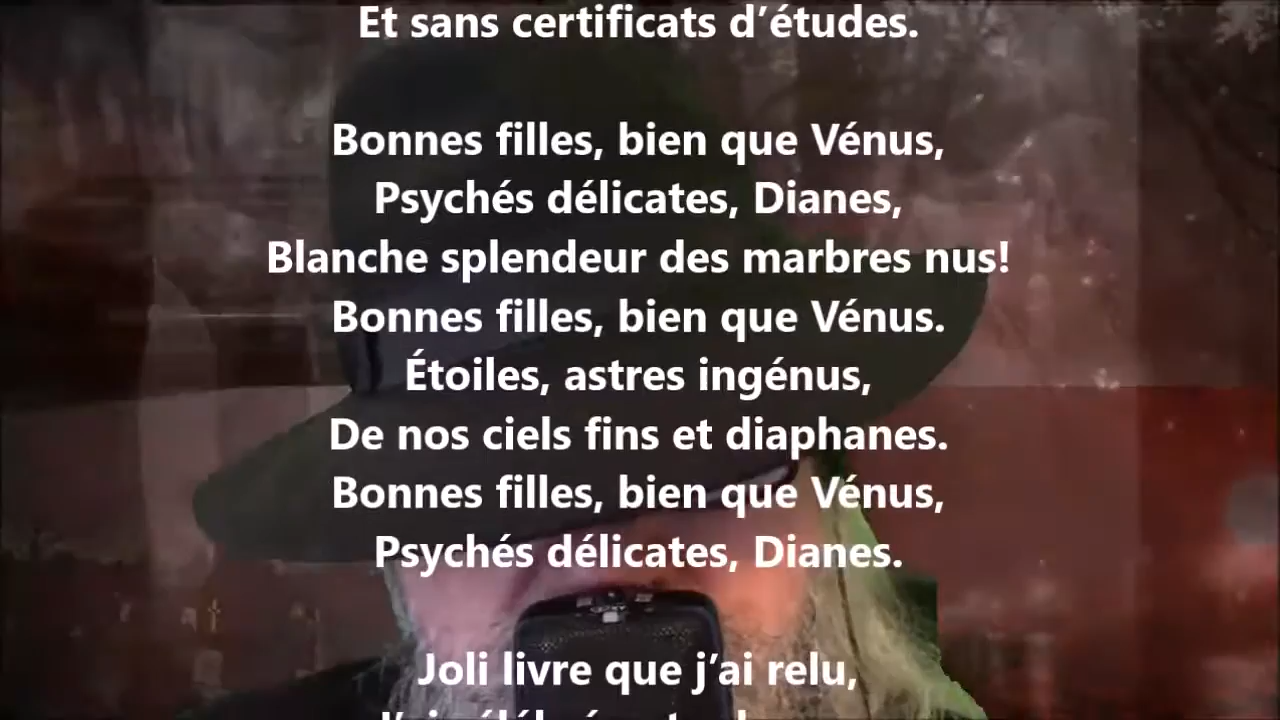 Et sans certificats d’études.
Bonnes filles, bien que Vénus,
Psychés délicates, Dianes,
Blanche splendeur des marbres nus!
Bonnes filles, bien que Vénus.
Étoiles, astres ingénus,
De nos ciels fins et diaphanes.
Bonnes filles, bien que Vénus,
Psychés délicates, Dianes.
Joli livre que j’ai relu,